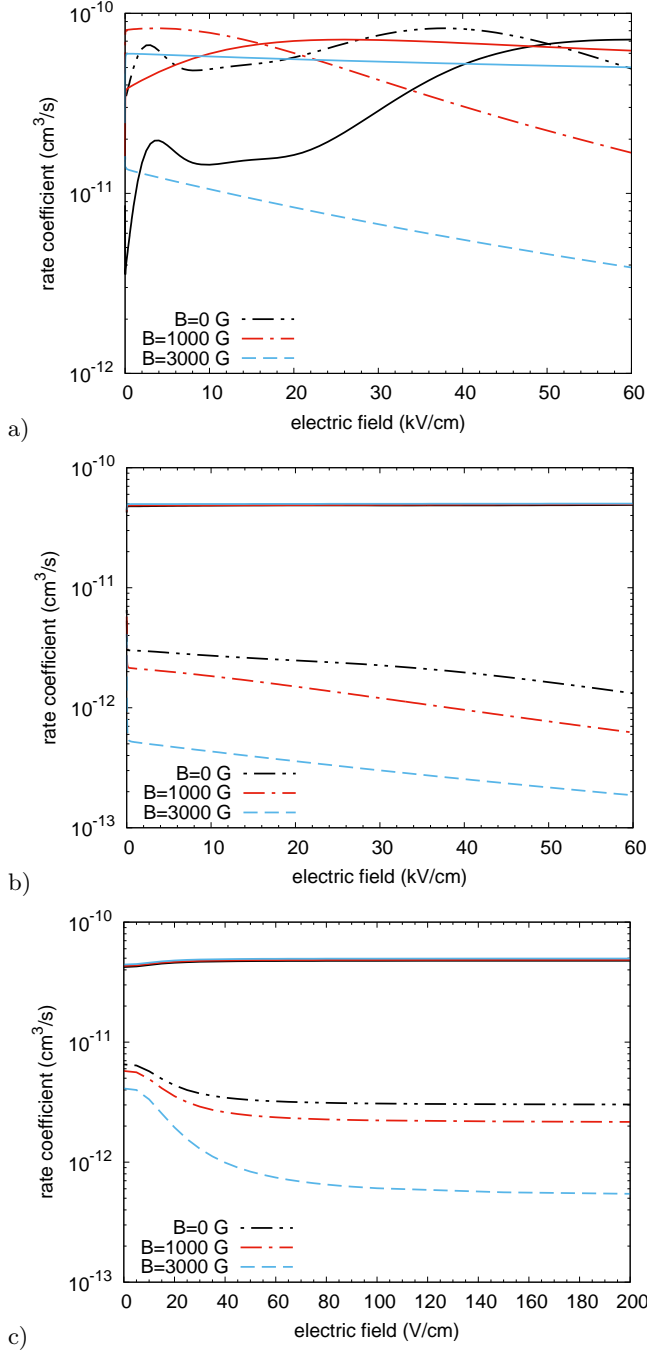 10^-10
10^-11
10^-12
rate coefficient (cm^3/s)
B=0 G
B=1000 G
B=3000 G
0 10 20 30 40 50 60
electric field (kV/cm)
a)
10^-10
10^-11
10^-12
10^-13
rate coefficient (cm^3/s)
B=0 G
B=1000 G
B=3000 G
0 10 20 30 40 50 60
electric field (kV/cm)
b)
10^-10
10^-11
10^-12
10^-13
rate coefficient (cm^3/s)
B=0 G
B=1000 G
B=3000 G
0 20 40 60 80 100 120 140 160 180 200
electric field (V/cm)
c)